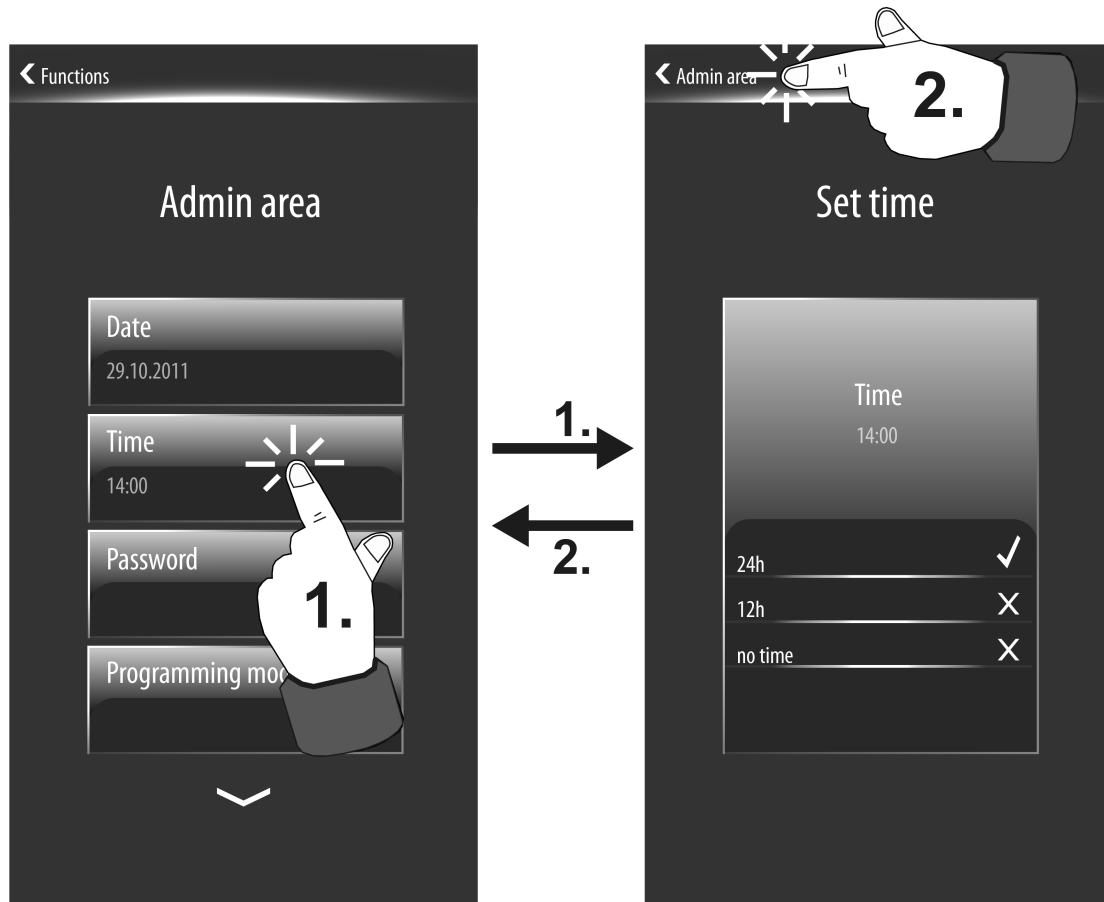 Functions
Admin area
Date
29.10.2011
Time
14:00
Password
Programming
1.
1.
2.
Admin area
2.
Set time
Time
14:00
24h
12h
no time